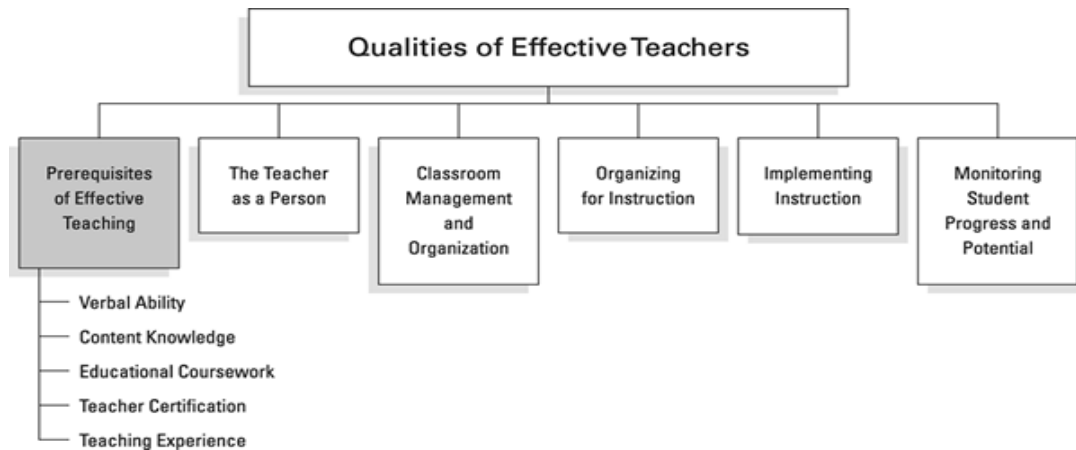 Qualities of Effective Teachers
Prerequisites
of Effective
Teaching
The Teacher
as a Person
Classroom
Management
and
Organization
Organizing
for Instruction
Implementing
Instruction
Monitoring
Student
Progress and
Potential
Verbal Ability
Content Knowledge
Educational Coursework
Teacher Certification
Teaching Experience